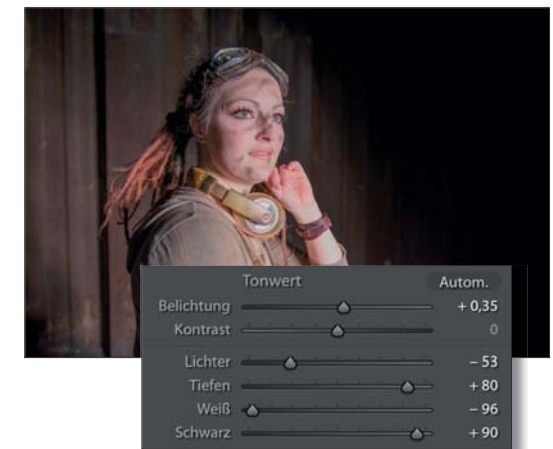 Tonwert Autom.
Belichtung + 0,35
Kontrast 0
Lichter – 53
Tiefen + 80
Weiß – 96
Schwarz + 90